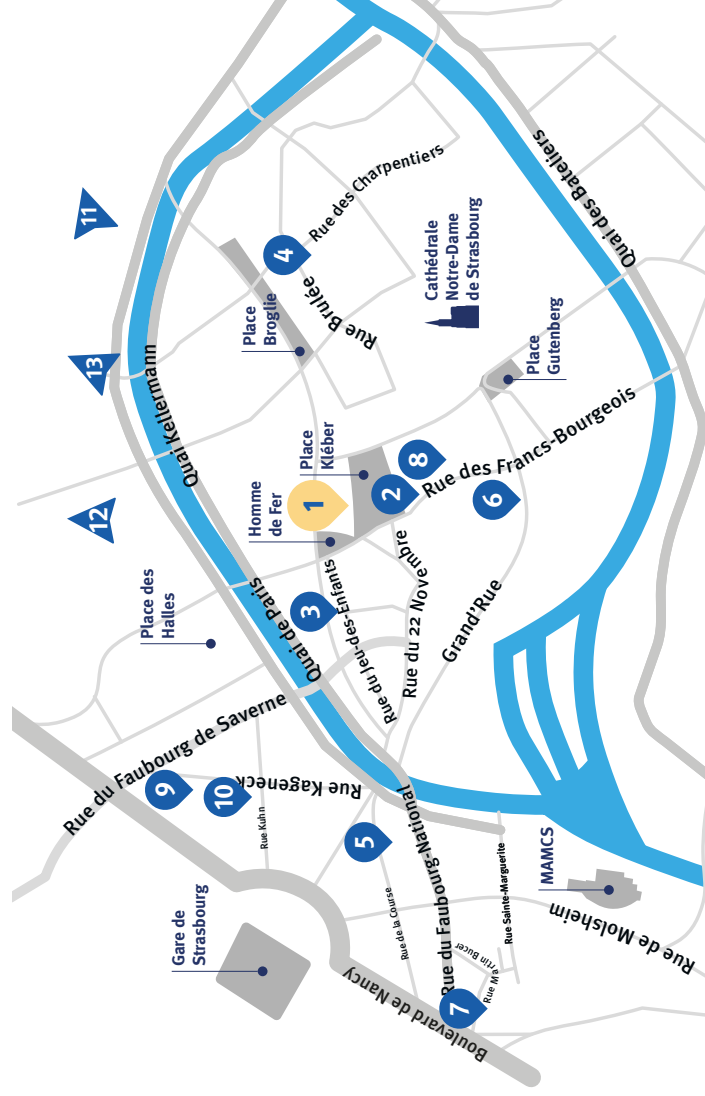 Gare de
Strasbourg
Place des
Halles
Homme
de Fer
Place
Kléber
Place
Broglie
Cathédrale
Notre-Dame
de Strasbourg
Place
Gutenberg
MAMCS
Rue du Faubourg de Saverne
Quai de Paris
Quai Kellermann
Rue Kageneck
Rue Kuhn
Rue de la Course
Rue du Faubourg-National
Boulevard de Nancy
Rue Martin Bucer
Rue Sainte-Marguerite
Rue de Molsheim
Rue du Jeu-des-Enfants
Rue du 22 Novembre
Grand'Rue
Rue des Francs-Bourgeois
Rue Brulée
Rue des Charpentiers
Quai des Bateliers
1
2
3
4
5
6
7
8
9
10
11
12
13